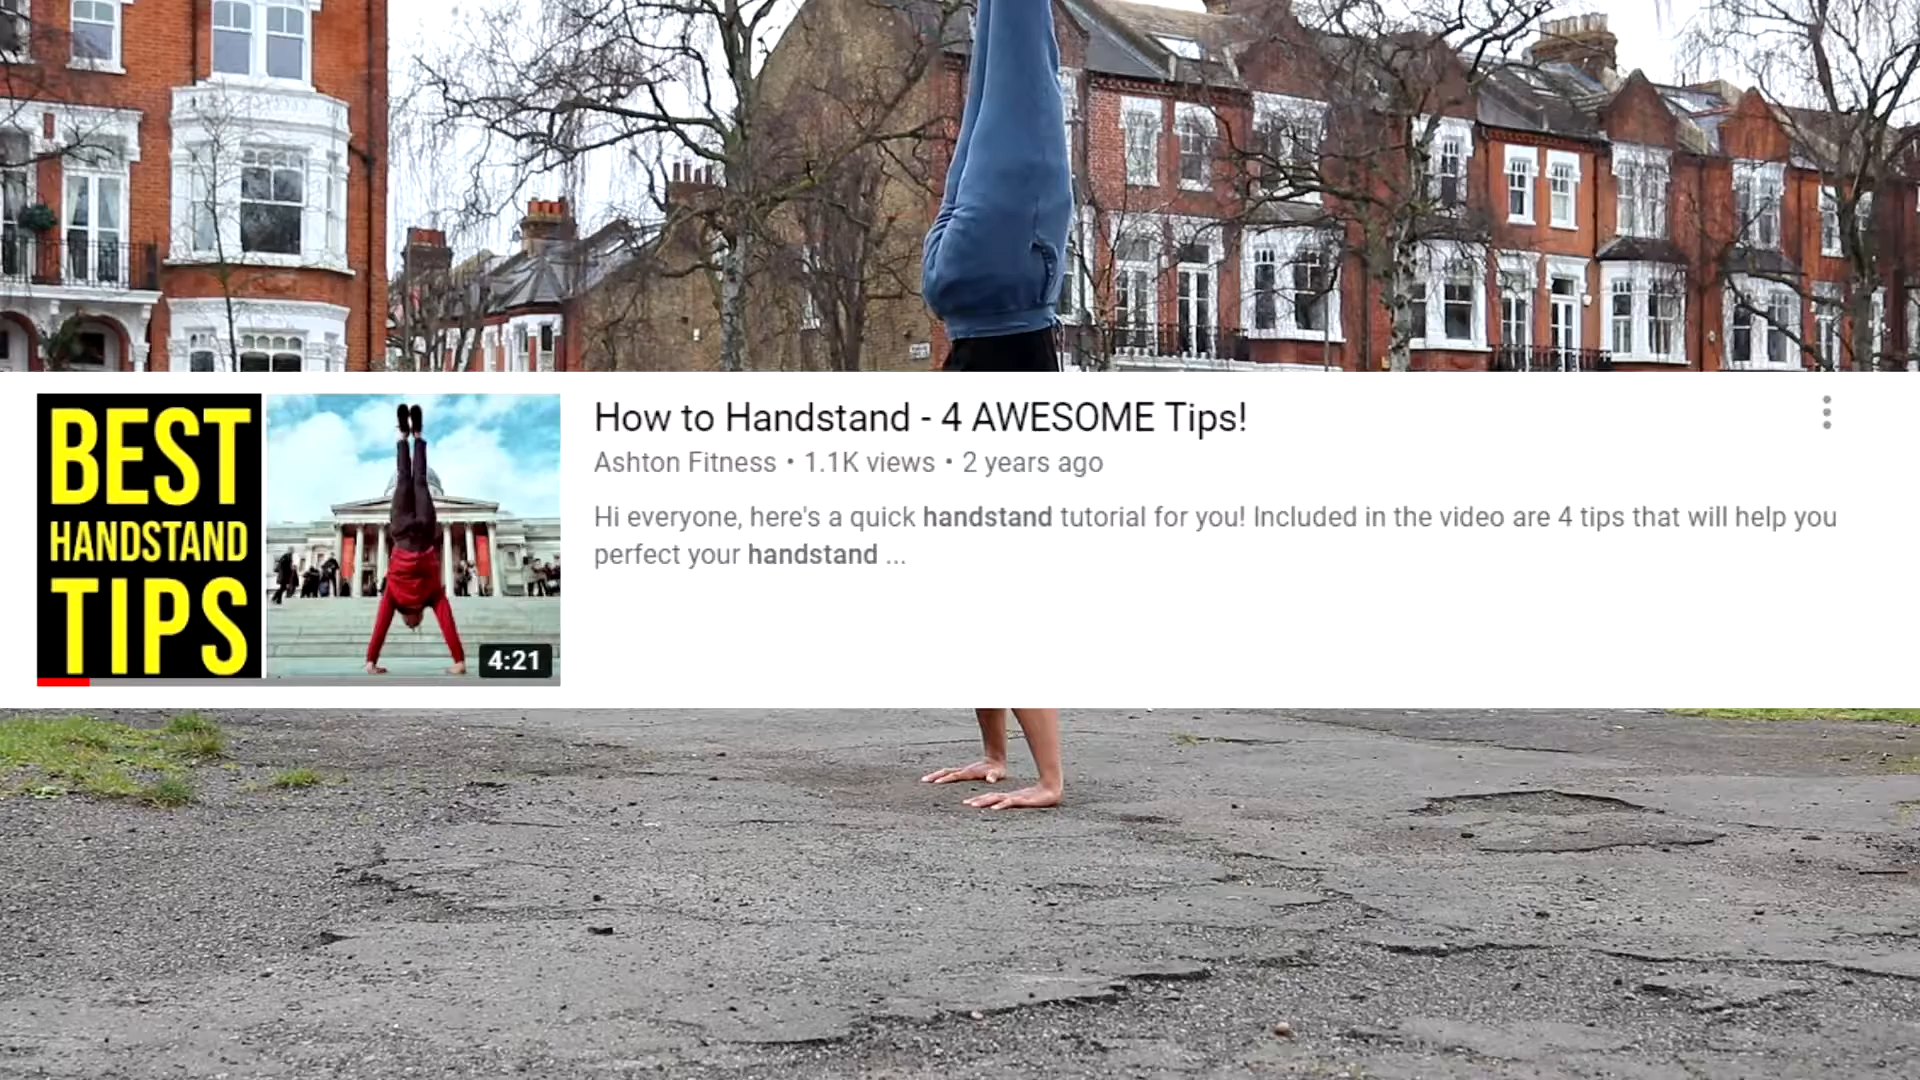 BEST
HANDSTAND
TIPS
4:21
How to Handstand - 4 AWESOME Tips!
Ashton Fitness • 1.1K views • 2 years ago
Hi everyone, here's a quick handstand tutorial for you! Included in the video are 4 tips that will help you
perfect your handstand ...